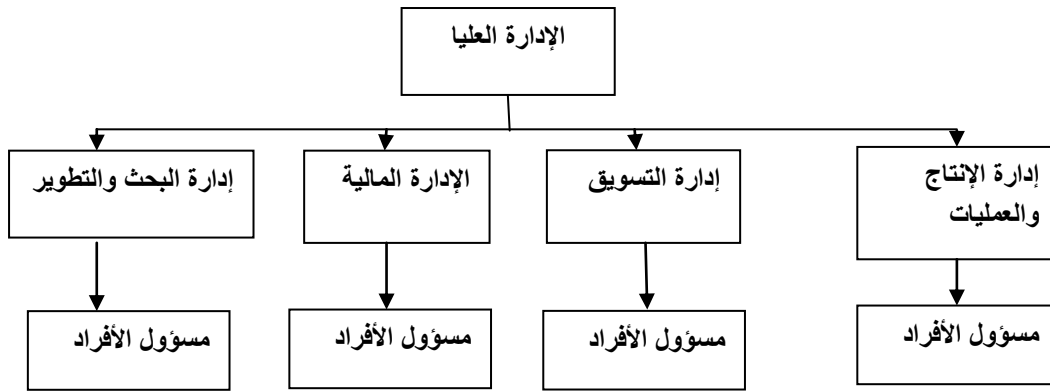 الإدارة العليا
إدارة الإنتاج
والعمليات
إدارة التسويق
الإدارة المالية
إدارة البحث والتطوير
مسؤول الأفراد
مسؤول الأفراد
مسؤول الأفراد
مسؤول الأفراد